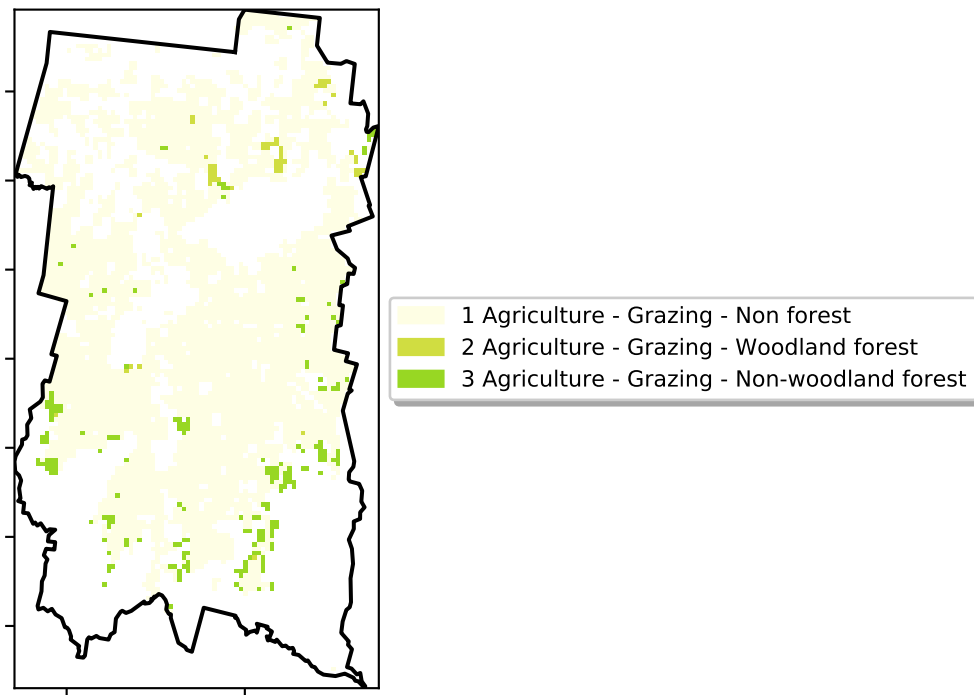 1 Agriculture - Grazing - Non forest
2 Agriculture - Grazing - Woodland forest
3 Agriculture - Grazing - Non-woodland forest